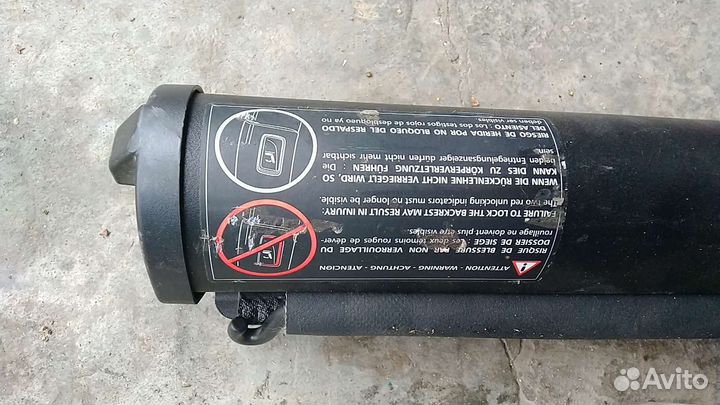 ATTENTION - WARNING - ACHTUNG - ATENCION
RISQUE DE BLESSURE PAR NON VERROUILLAGE DU
DOSSIER DE SIEGE : Les deux témoins rouges de déver-
rouillage ne doivent plus être visibles.
FAILURE TO LOCK THE BACKREST MAY RESULT IN INJURY:
The two red unlocking indicators must no longer be visible.
WENN DIE RÜCKENLEHNE NICHT VERRIEGELT WIRD, SO
KANN DIES ZU KÖRPERVERLETZUNG FÜHREN : Die
beiden Entriegelungsanzeiger dürfen nicht mehr sichtbar
sein.
RIESGO DE HERIDA POR NO BLOQUEO DEL RESPALDO
DEL ASIENTO : Los dos testigos rojos de desbloqueo ya no
deben ser visibles.
Avito